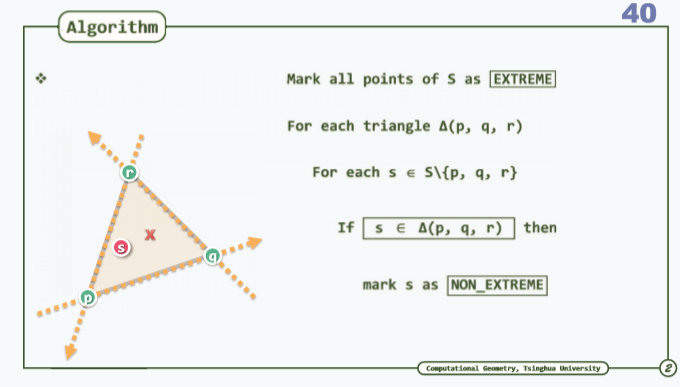 40
Algorithm
Mark all points of S as EXTREME
For each triangle Δ(p, q, r)
For each s ∈ S\{p, q, r}
If s ∈ Δ(p, q, r) then
mark s as NON_EXTREME
r
s
x
q
p
Computational Geometry, Tsinghua University
2